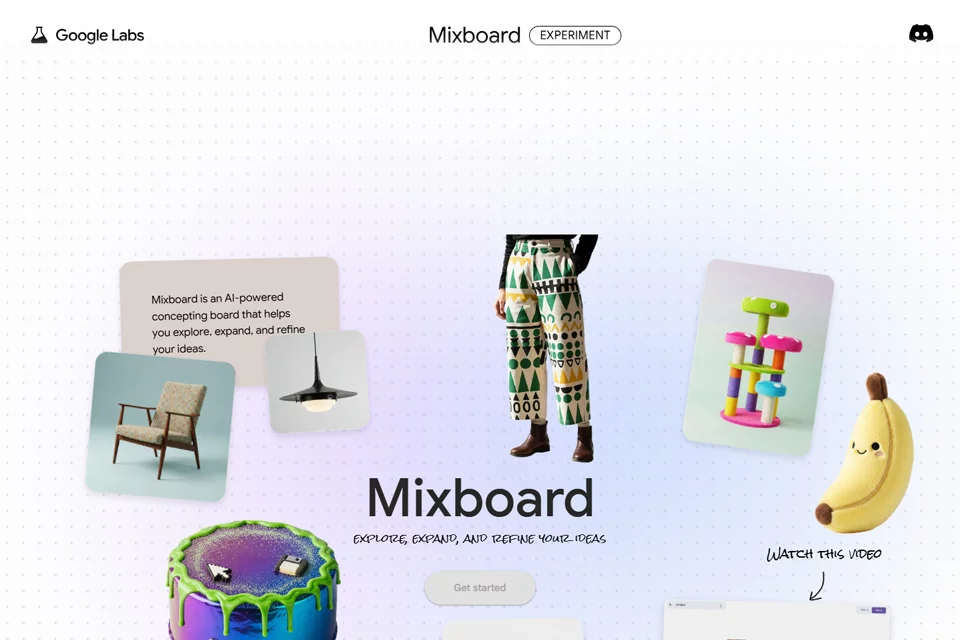 Google Labs
Mixboard
EXPERIMENT
Mixboard is an AI-powered
concepting board that helps
you explore, expand, and refine
your ideas.
Mixboard
EXPLORE, EXPAND, AND REFINE YOUR IDEAS
WATCH THIS VIDEO
Get started